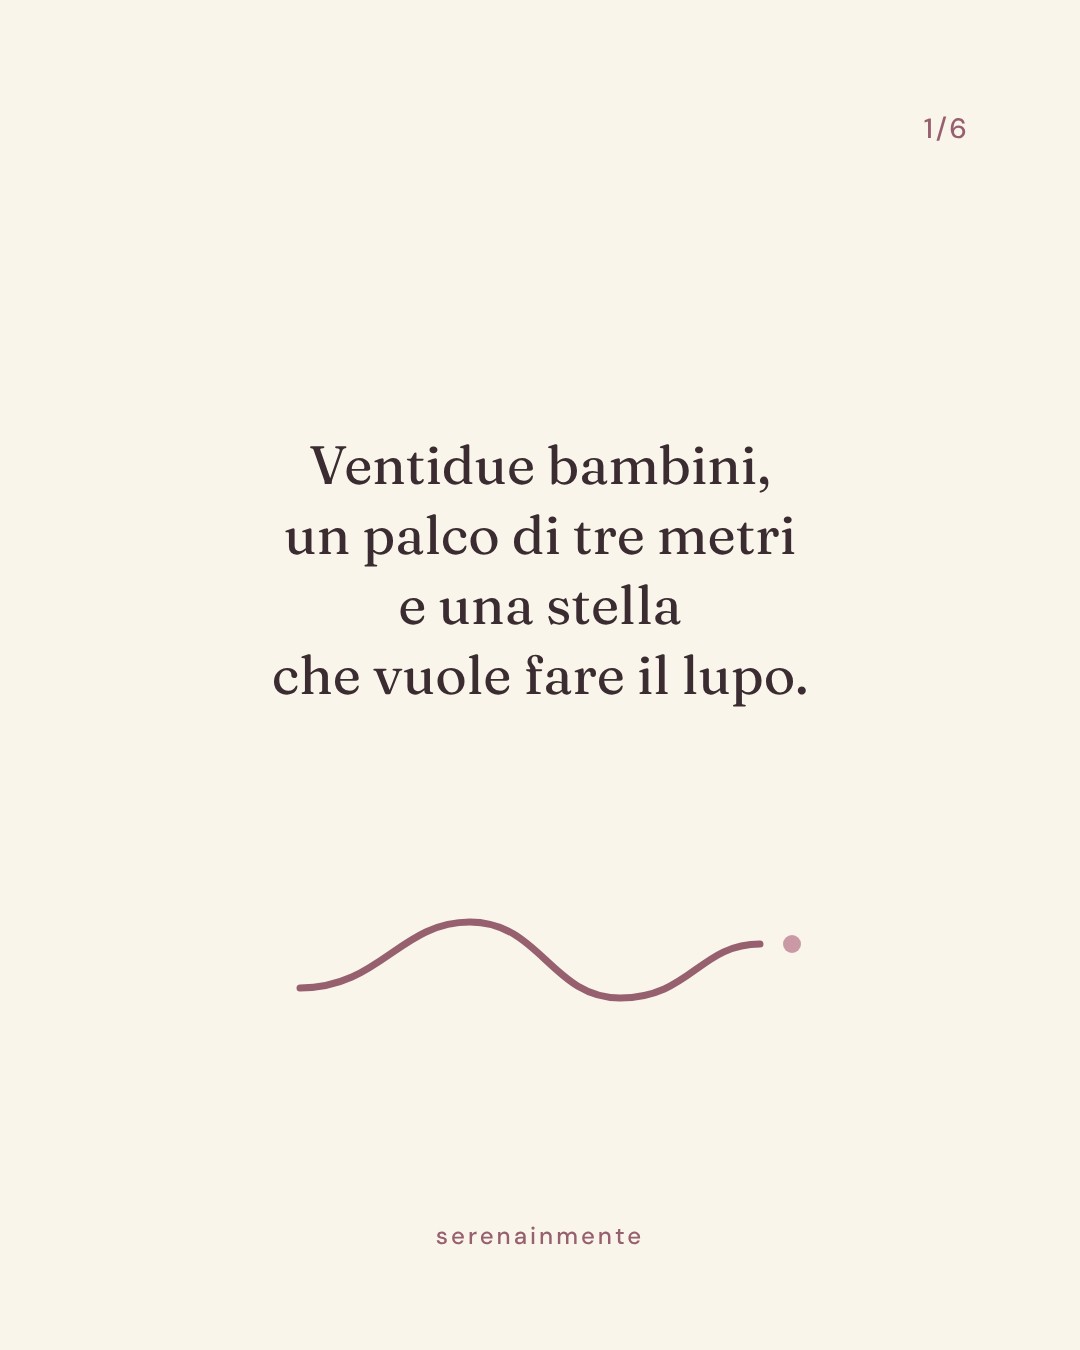 1/6
Ventidue bambini,
un palco di tre metri
e una stella
che vuole fare il lupo.
serenainmente